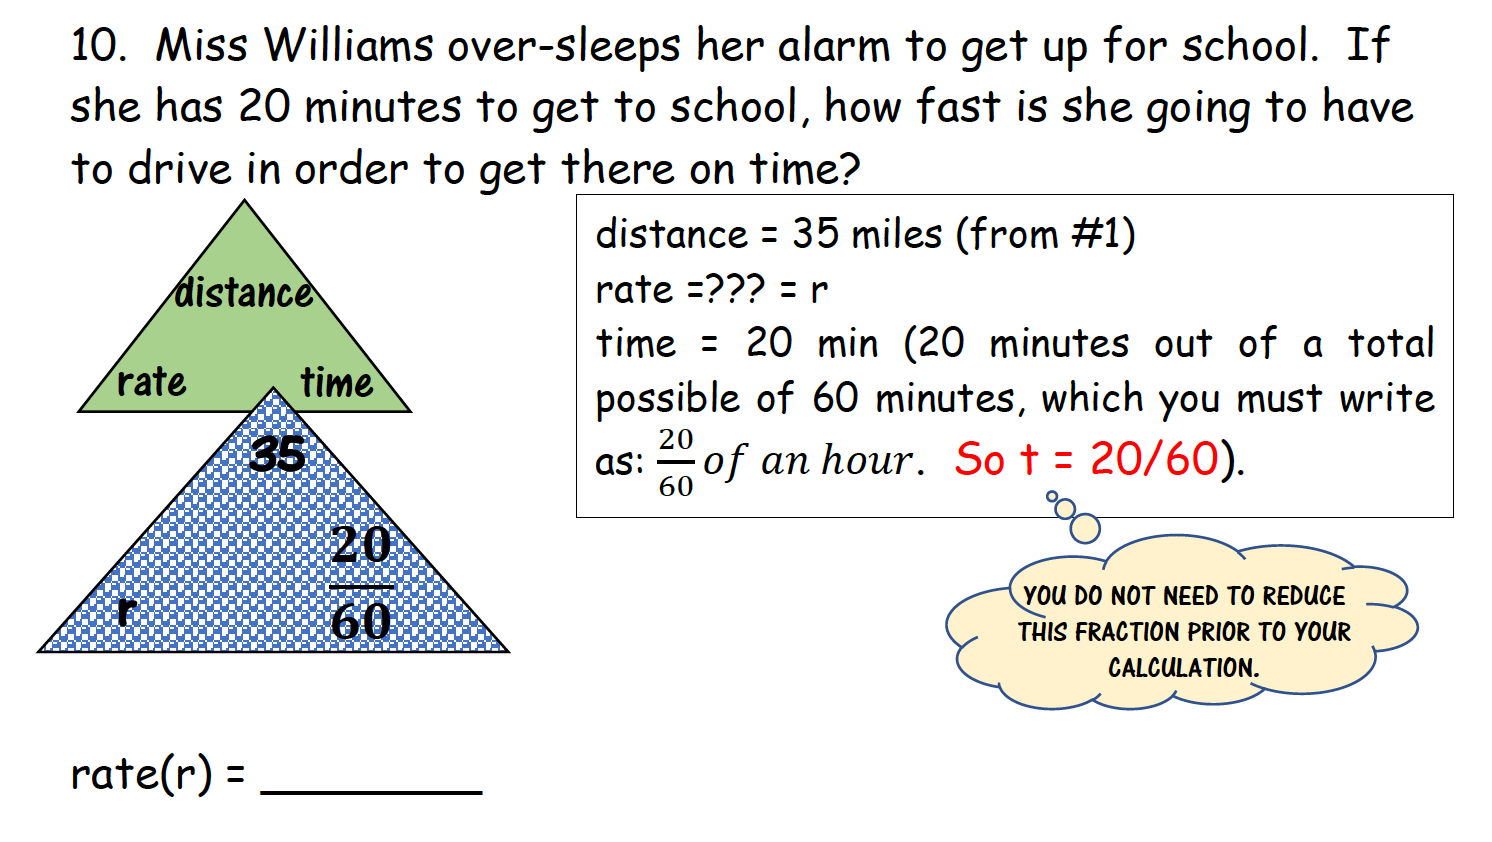 10. Miss Williams over-sleeps her alarm to get up for school. If
she has 20 minutes to get to school, how fast is she going to have
to drive in order to get there on time?
distance
rate time
35
r 20/60
distance = 35 miles (from #1)
rate =??? = r
time = 20 min (20 minutes out of a total
possible of 60 minutes, which you must write
as: 20/60 of an hour. So t = 20/60).
YOU DO NOT NEED TO REDUCE
THIS FRACTION PRIOR TO YOUR
CALCULATION.
rate(r) = _________